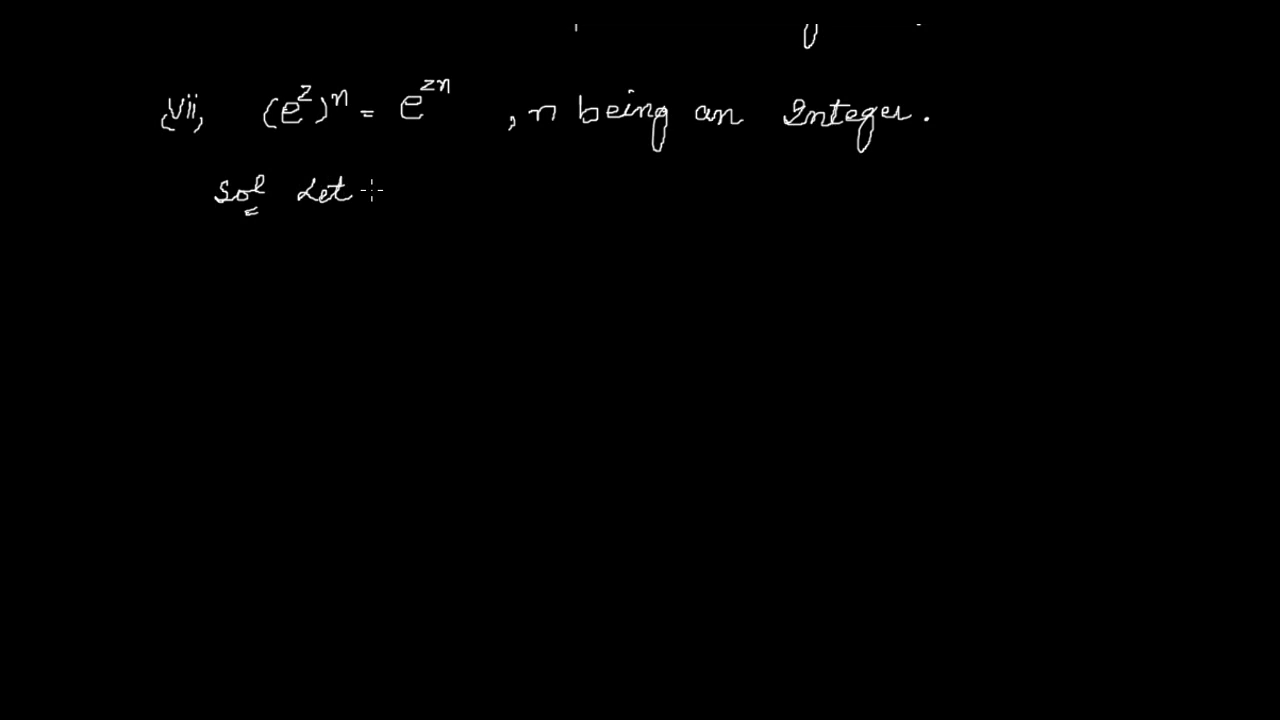 (vii) (e^z)^n = e^{zn} , n being an Integer.
Sol Let